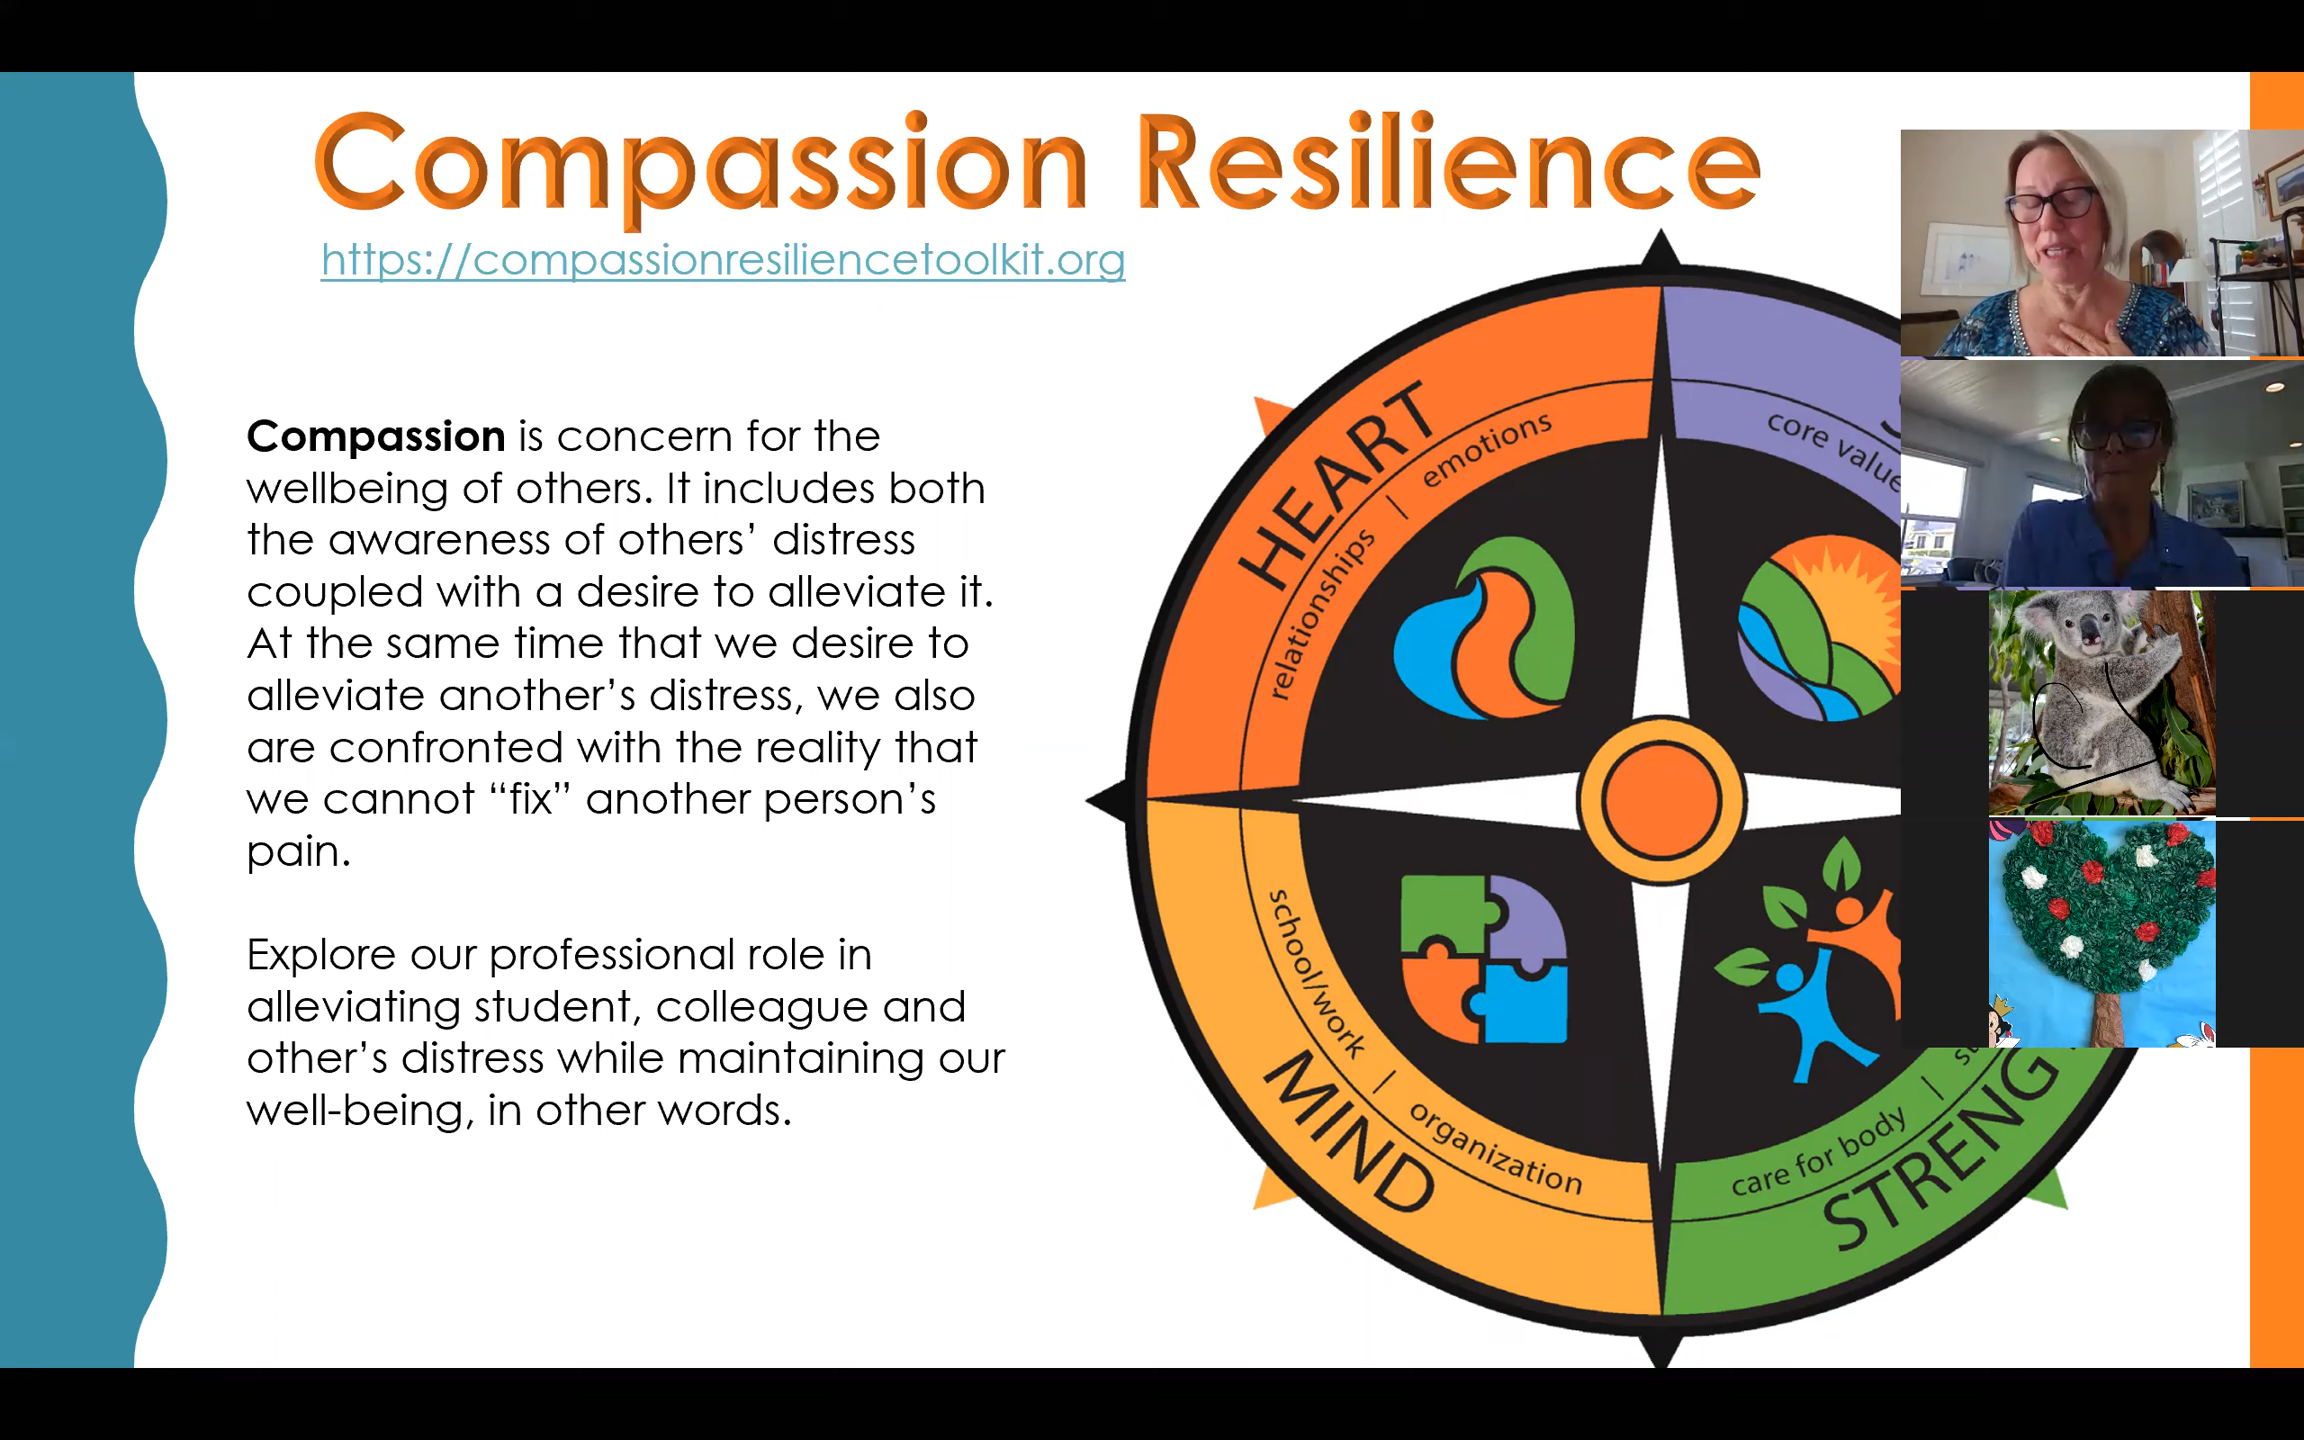 Compassion Resilience
https://compassionresiliencetoolkit.org
Compassion is concern for the
wellbeing of others. It includes both
the awareness of others’ distress
coupled with a desire to alleviate it.
At the same time that we desire to
alleviate another’s distress, we also
are confronted with the reality that
we cannot “fix” another person’s
pain.
Explore our professional role in
alleviating student, colleague and
other’s distress while maintaining our
well-being, in other words.
HEART
relationships | emotions
core value
school/work | organization
MIND
care for body |
STRENG